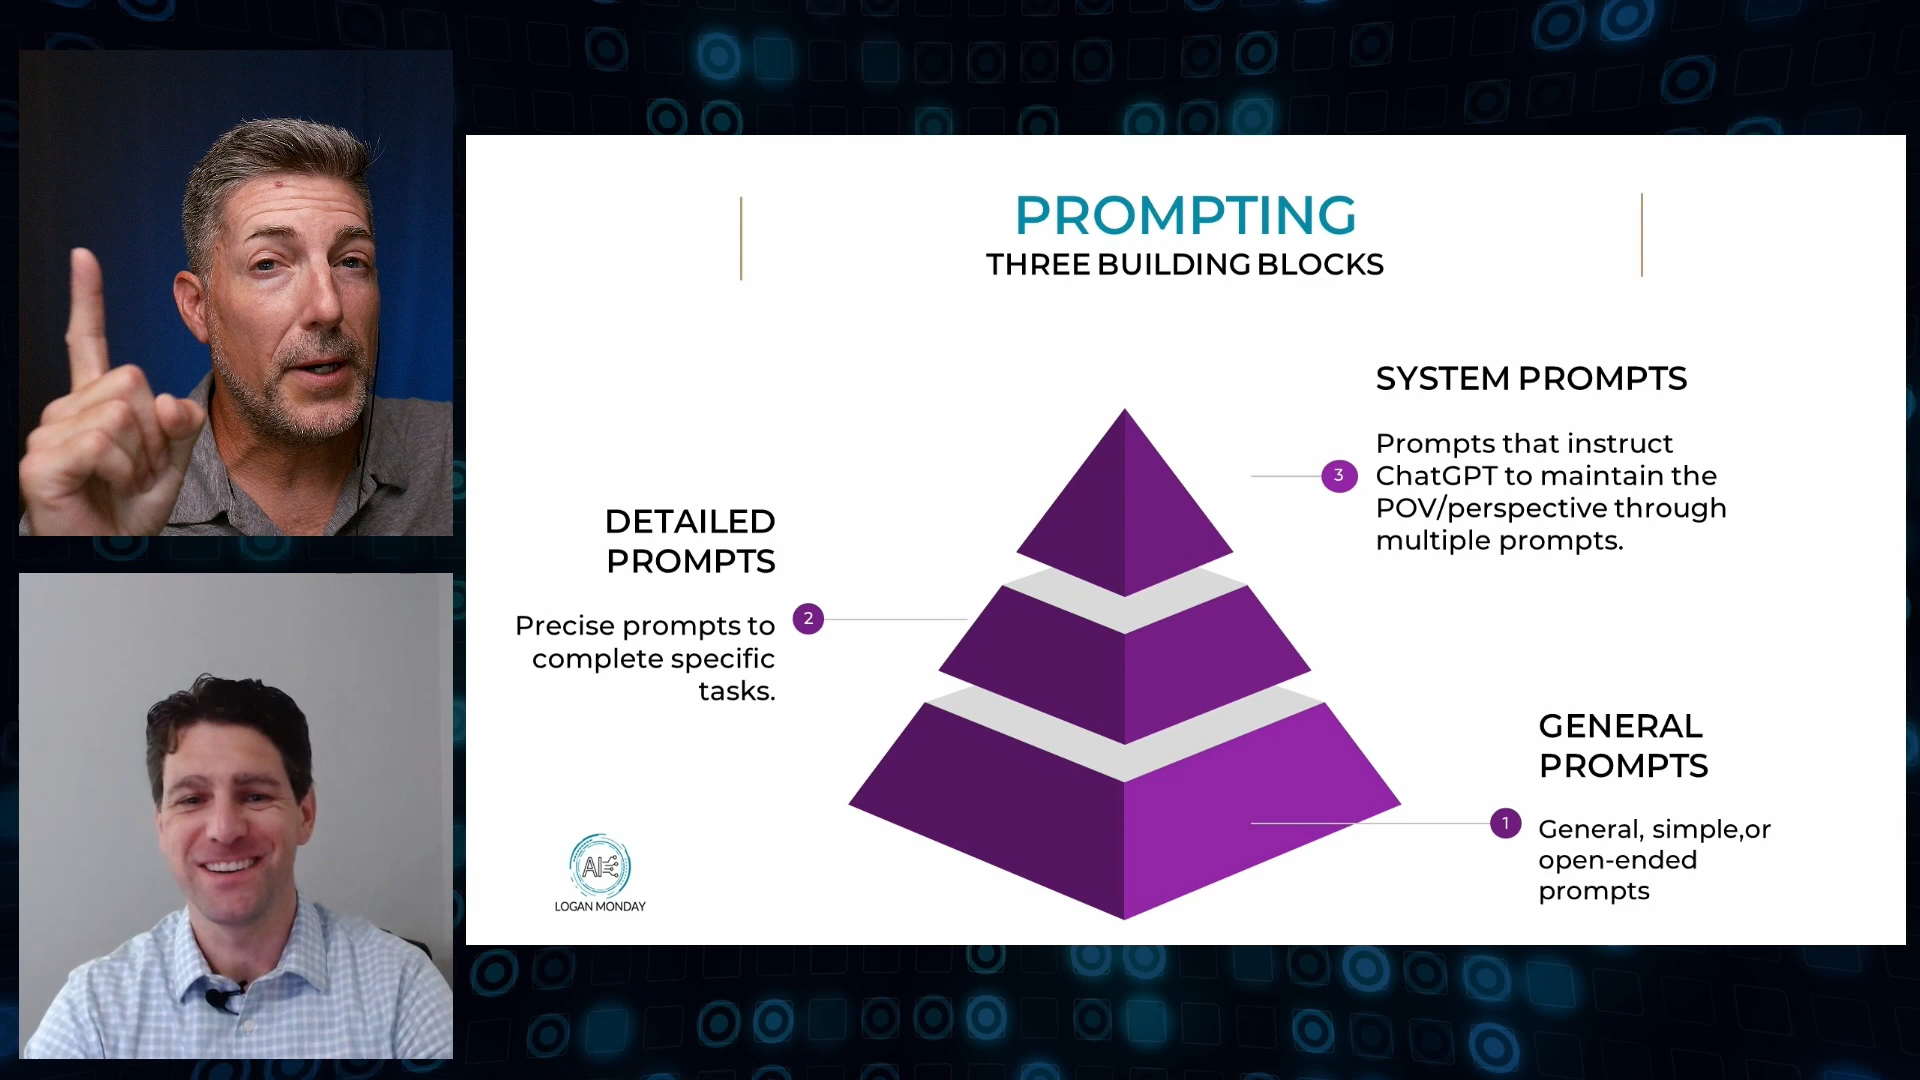 PROMPTING
THREE BUILDING BLOCKS
SYSTEM PROMPTS
3
Prompts that instruct
ChatGPT to maintain the
POV/perspective through
multiple prompts.
DETAILED
PROMPTS
2
Precise prompts to
complete specific
tasks.
GENERAL
PROMPTS
1
General, simple,or
open-ended
prompts
AI
LOGAN MONDAY